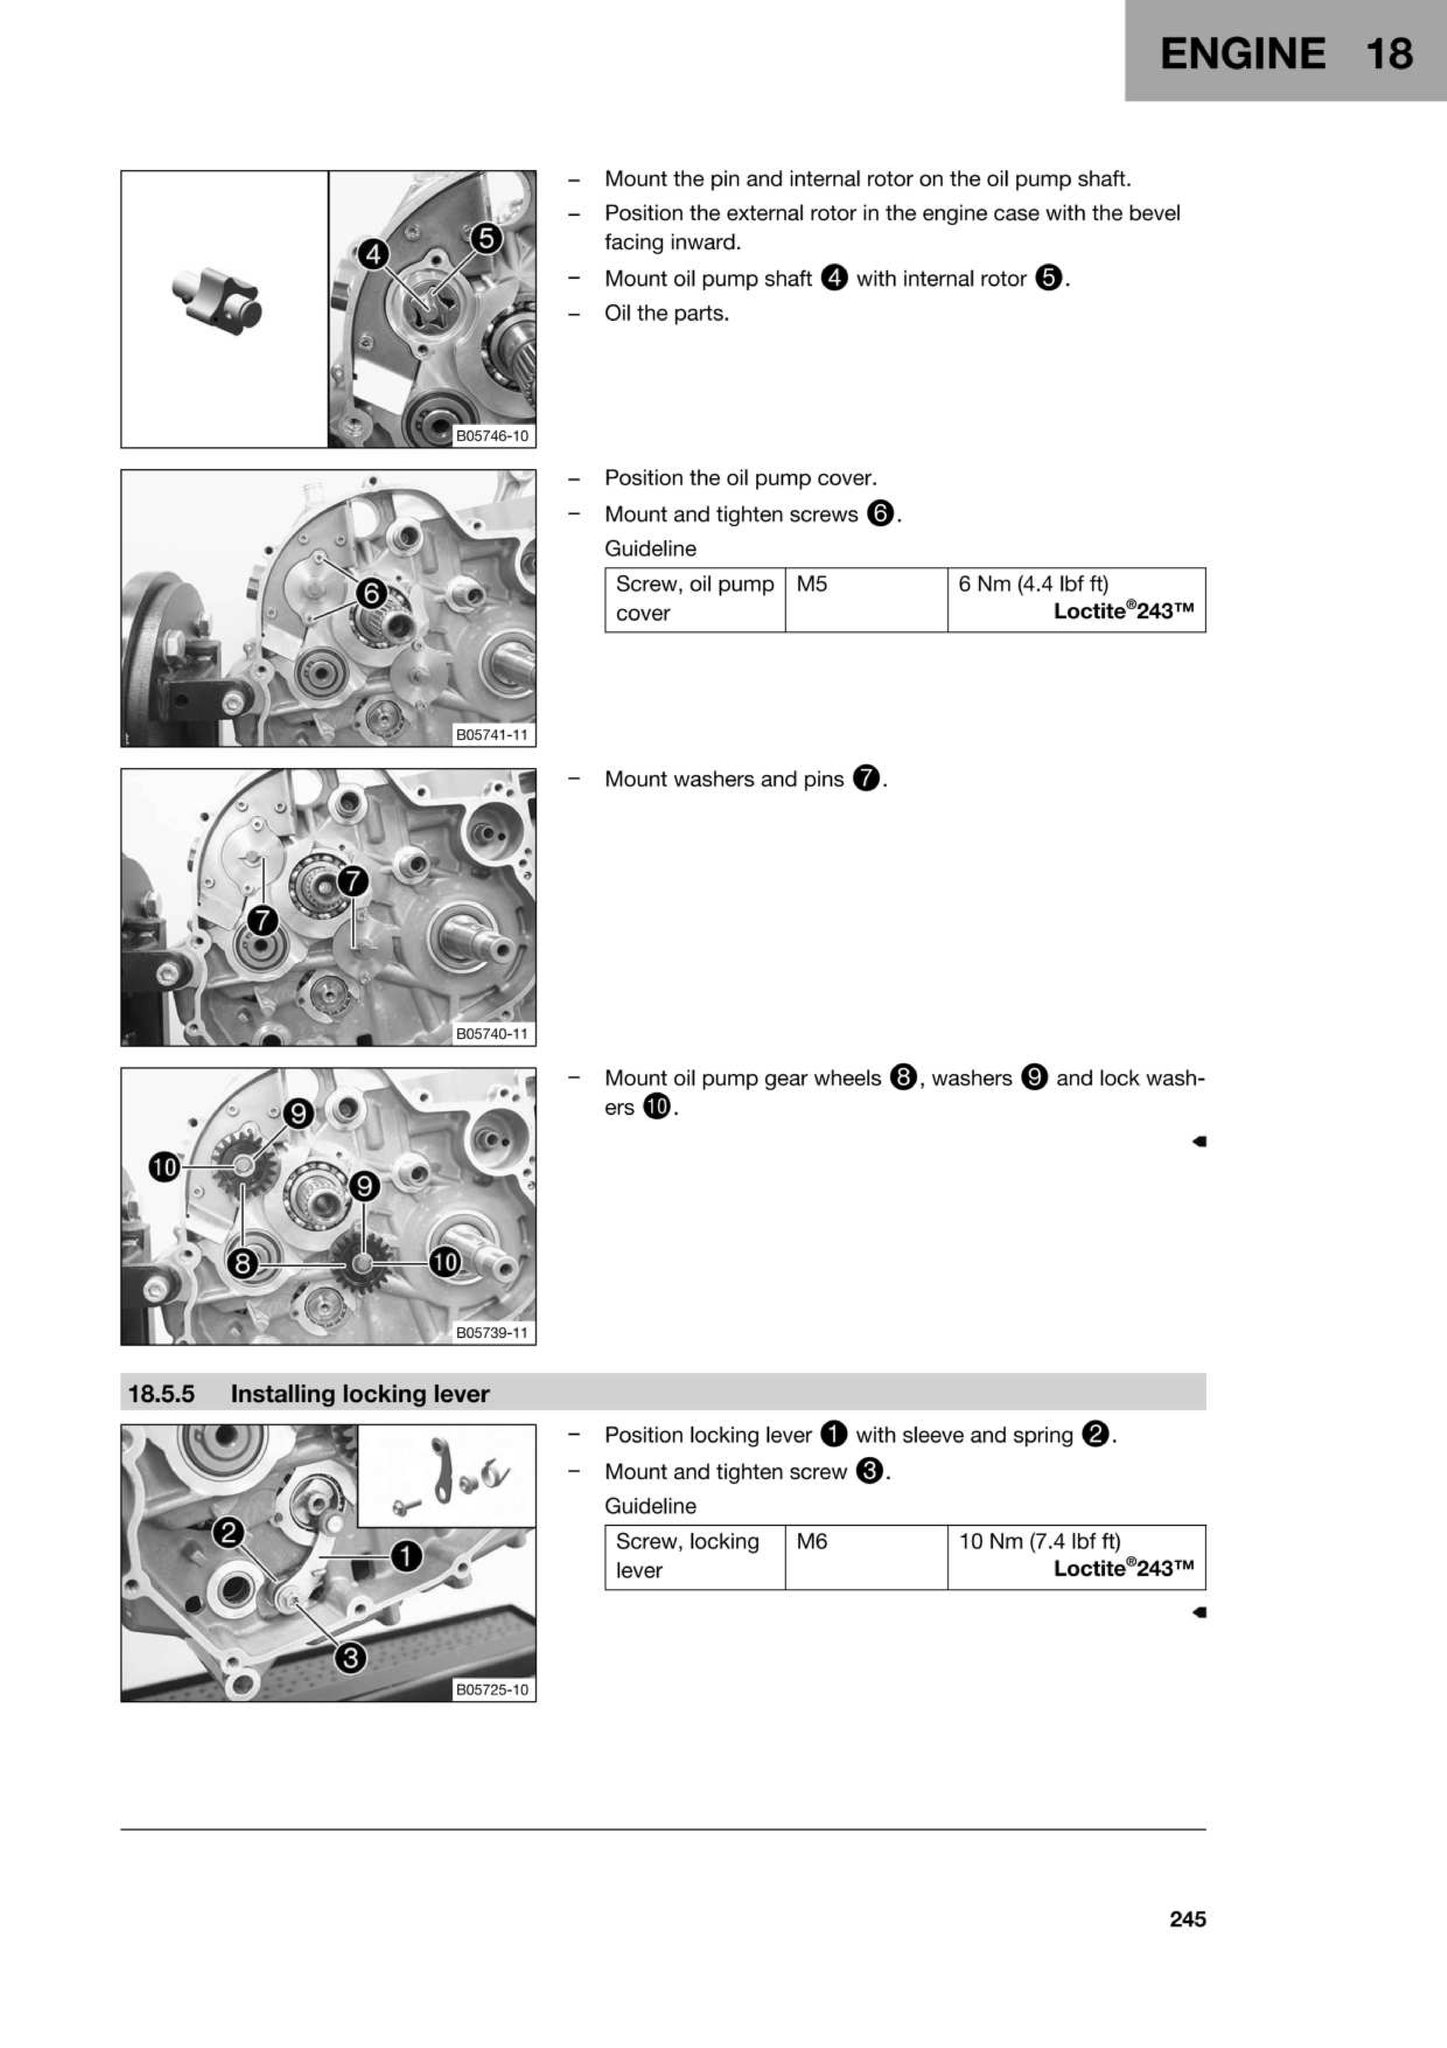 ENGINE 18
– Mount the pin and internal rotor on the oil pump shaft.
– Position the external rotor in the engine case with the bevel
facing inward.
– Mount oil pump shaft 4 with internal rotor 5.
– Oil the parts.
4
5
B05746-10
– Position the oil pump cover.
– Mount and tighten screws 6.
Guideline
Screw, oil pump cover M5 6 Nm (4.4 lbf ft)
Loctite®243™
6
B05741-11
– Mount washers and pins 7.
7
7
B05740-11
– Mount oil pump gear wheels 8, washers 9 and lock wash-
ers 10.
9
10
9
8
10
B05739-11
18.5.5 Installing locking lever
– Position locking lever 1 with sleeve and spring 2.
– Mount and tighten screw 3.
Guideline
Screw, locking lever M6 10 Nm (7.4 lbf ft)
Loctite®243™
2
1
3
B05725-10
245